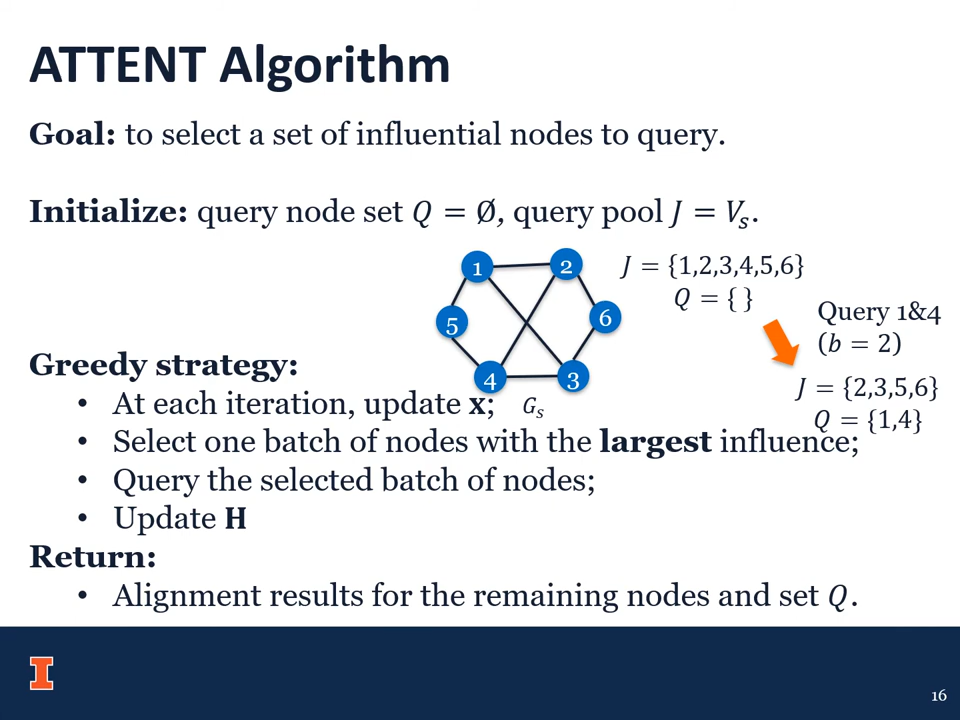 ATTENT Algorithm
Goal: to select a set of influential nodes to query.
Initialize: query node set Q = Ø, query pool J = Vₛ.
1
2
5
6
4
3
Gₛ
J = {1,2,3,4,5,6}
Q = { }
Query 1&4
(b = 2)
J = {2,3,5,6}
Q = {1,4}
Greedy strategy:
• At each iteration, update x;
• Select one batch of nodes with the largest influence;
• Query the selected batch of nodes;
• Update H
Return:
• Alignment results for the remaining nodes and set Q.
I
16